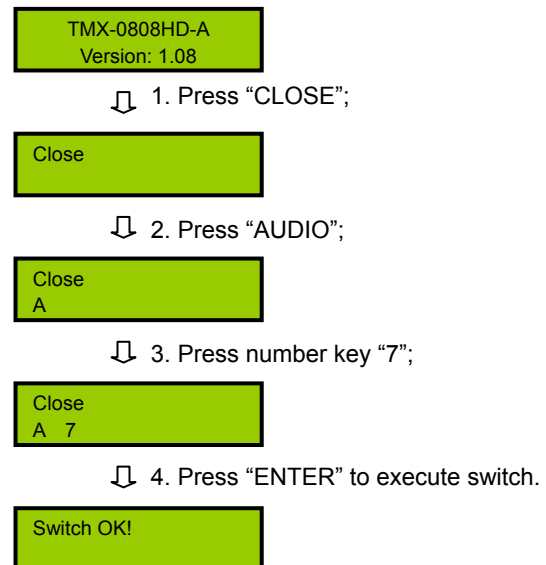 TMX-0808HD-A
Version: 1.08
1. Press “CLOSE”;
Close
2. Press “AUDIO”;
Close
A
3. Press number key “7”;
Close
A 7
4. Press “ENTER” to execute switch.
Switch OK!